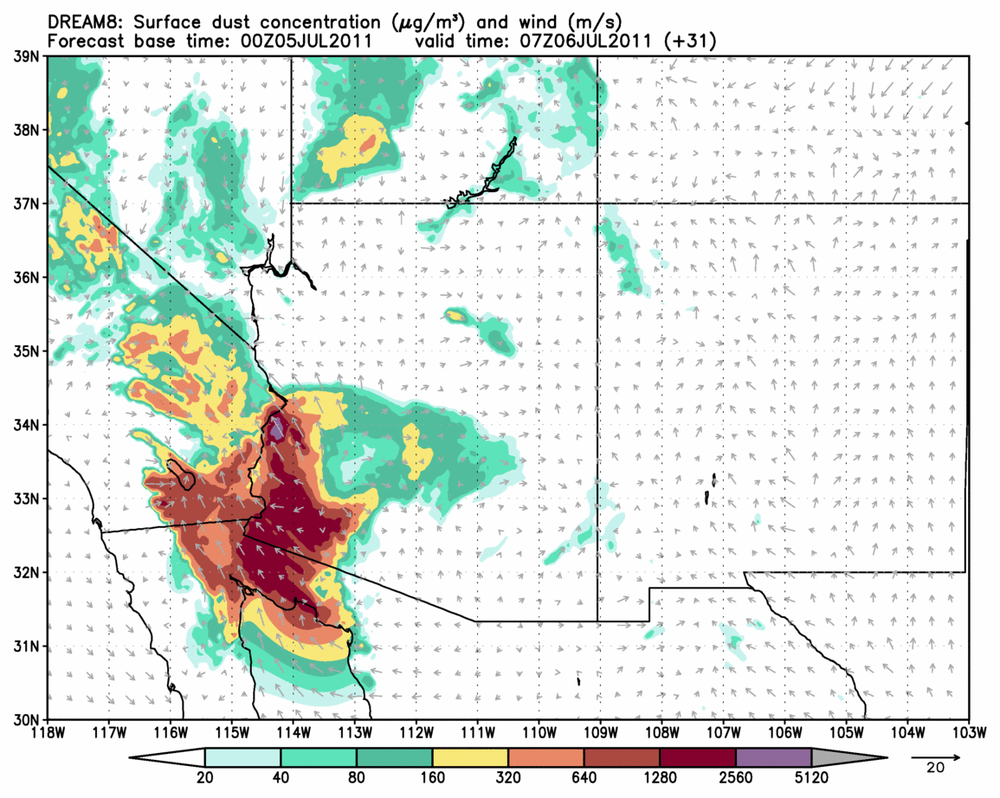 DREAM8: Surface dust concentration (μg/m³) and wind (m/s)
Forecast base time: 00Z05JUL2011 valid time: 07Z06JUL2011 (+31)
39N
38N
37N
36N
35N
34N
33N
32N
31N
30N
118W 117W 116W 115W 114W 113W 112W 111W 110W 109W 108W 107W 106W 105W 104W 103W
20 40 80 160 320 640 1280 2560 5120
20